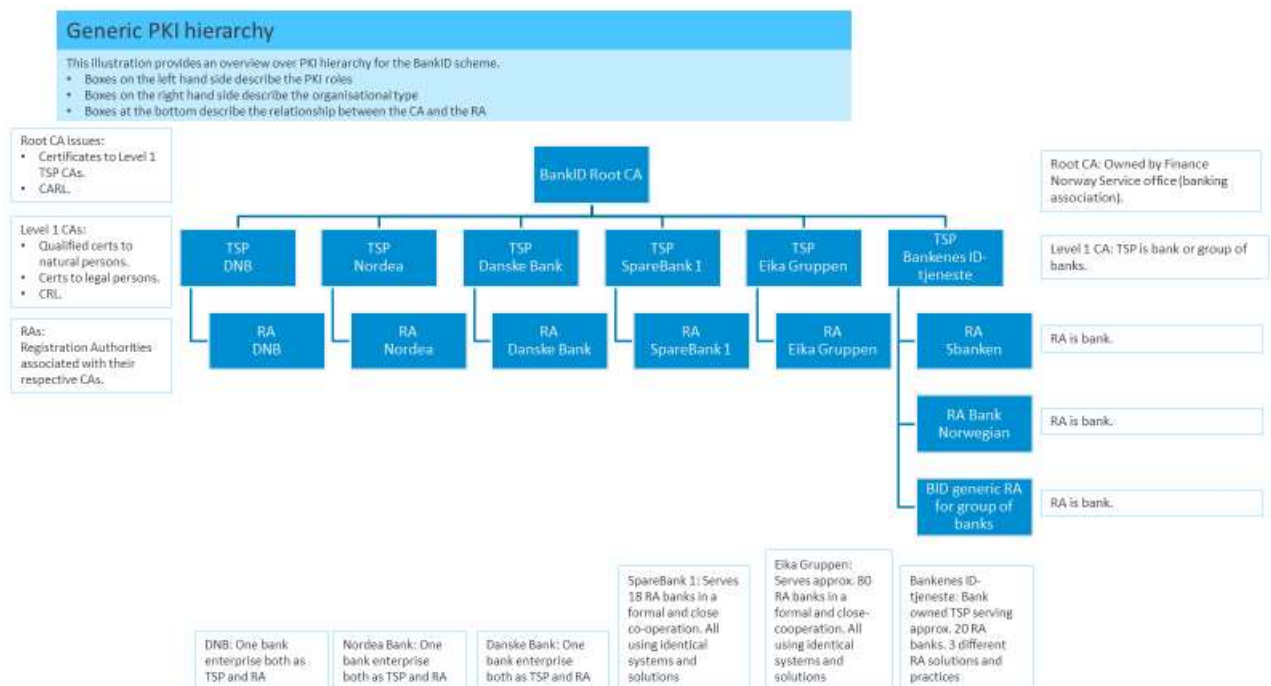 Generic PKI hierarchy
This illustration provides an overview over PKI hierarchy for the BankID scheme.
• Boxes on the left hand side describe the PKI roles
• Boxes on the right hand side describe the organisational type
• Boxes at the bottom describe the relationship between the CA and the RA
Root CA issues:
• Certificates to Level 1
TSP CAs.
• CARL.
BankID Root CA
Root CA: Owned by Finance
Norway Service office (banking
association).
Level 1 CAs:
• Qualified certs to
natural persons.
• Certs to legal persons.
• CRL.
TSP
DNB
TSP
Nordea
TSP
Danske Bank
TSP
SpareBank 1
TSP
Eika Gruppen
TSP
Bankenes ID-
tjeneste
Level 1 CA: TSP is bank or group of
banks.
RAs:
Registration Authorities
associated with their
respective CAs.
RA
DNB
RA
Nordea
RA
Danske Bank
RA
SpareBank 1
RA
Eika Gruppen
RA
Sbanken
RA is bank.
RA Bank
Norwegian
RA is bank.
BID generic RA
for group of
banks
RA is bank.
DNB: One bank
enterprise both as
TSP and RA
Nordea Bank: One
bank enterprise
both as TSP and RA
Danske Bank: One
bank enterprise
both as TSP and RA
SpareBank 1: Serves
18 RA banks in a
formal and close
co-operation. All
using identical
systems and
solutions
Eika Gruppen:
Serves approx. 80
RA banks in a
formal and close-
cooperation. All
using identical
systems and
solutions
Bankenes ID-
tjeneste: Bank
owned TSP serving
approx. 20 RA
banks. 3 different
RA solutions and
practices